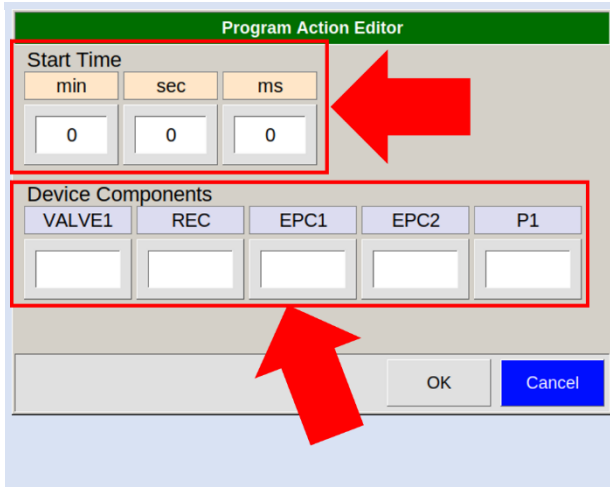 Program Action Editor
Start Time
min sec ms
0 0 0
Device Components
VALVE1 REC EPC1 EPC2 P1
OK Cancel